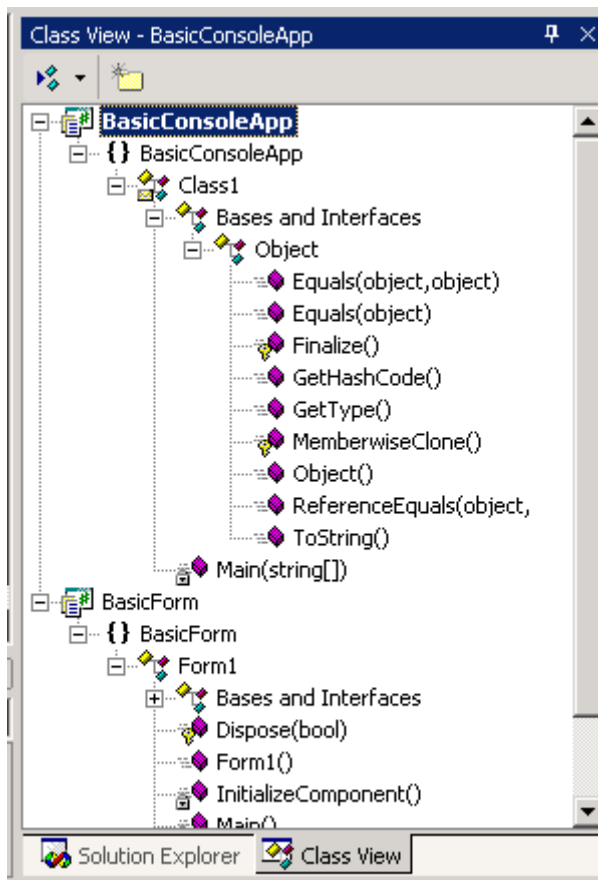 Class View - BasicConsoleApp
BasicConsoleApp
{} BasicConsoleApp
Class1
Bases and Interfaces
Object
Equals(object,object)
Equals(object)
Finalize()
GetHashCode()
GetType()
MemberwiseClone()
Object()
ReferenceEquals(object,
ToString()
Main(string[])
BasicForm
{} BasicForm
Form1
Bases and Interfaces
Dispose(bool)
Form1()
InitializeComponent()
Main()
Solution Explorer Class View